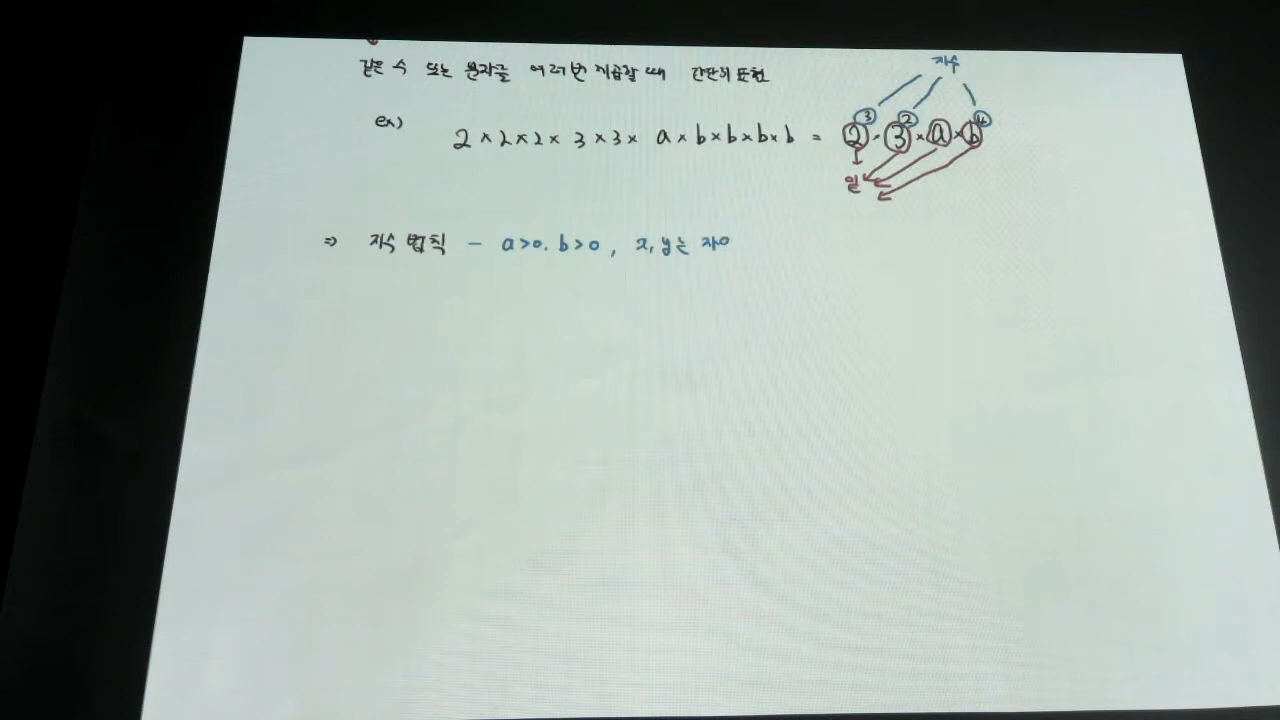 같은 수 또는 문자를 여러번 거듭곱할 때 간단히 표현
지수
ex) 2 × 2 × 2 × 3 × 3 × a × b × b × b × b = 2³ · 3² × a × b⁴
밑
⇒ 지수 법칙 - a>0, b>0, x, y는 자